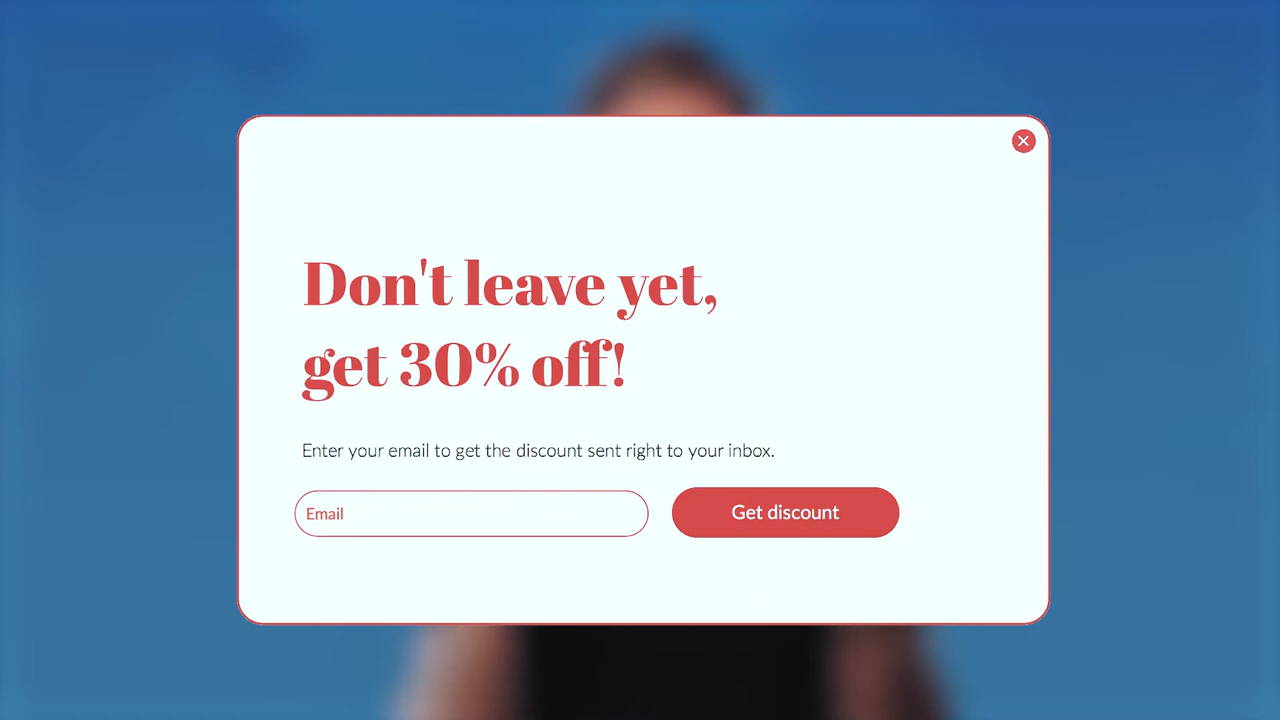 Don't leave yet,
get 30% off!
Enter your email to get the discount sent right to your inbox.
Email
Get discount